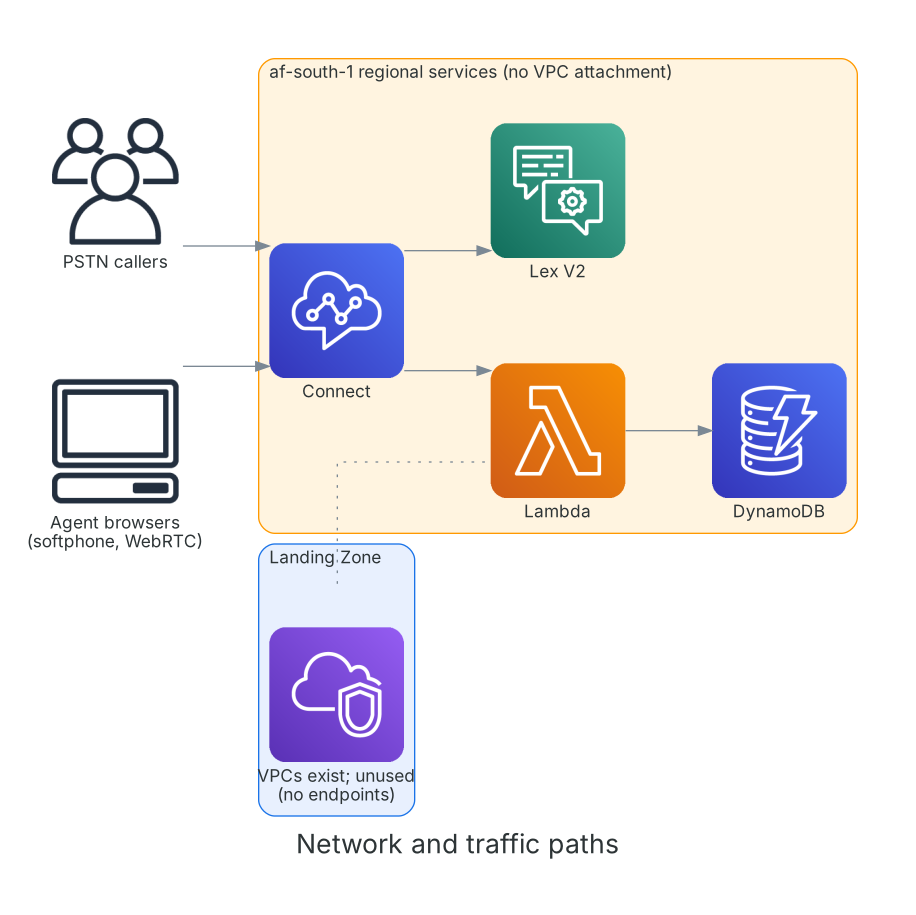 af-south-1 regional services (no VPC attachment)
PSTN callers
Lex V2
Connect
Agent browsers
(softphone, WebRTC)
Lambda
DynamoDB
Landing Zone
VPCs exist; unused
(no endpoints)
Network and traffic paths